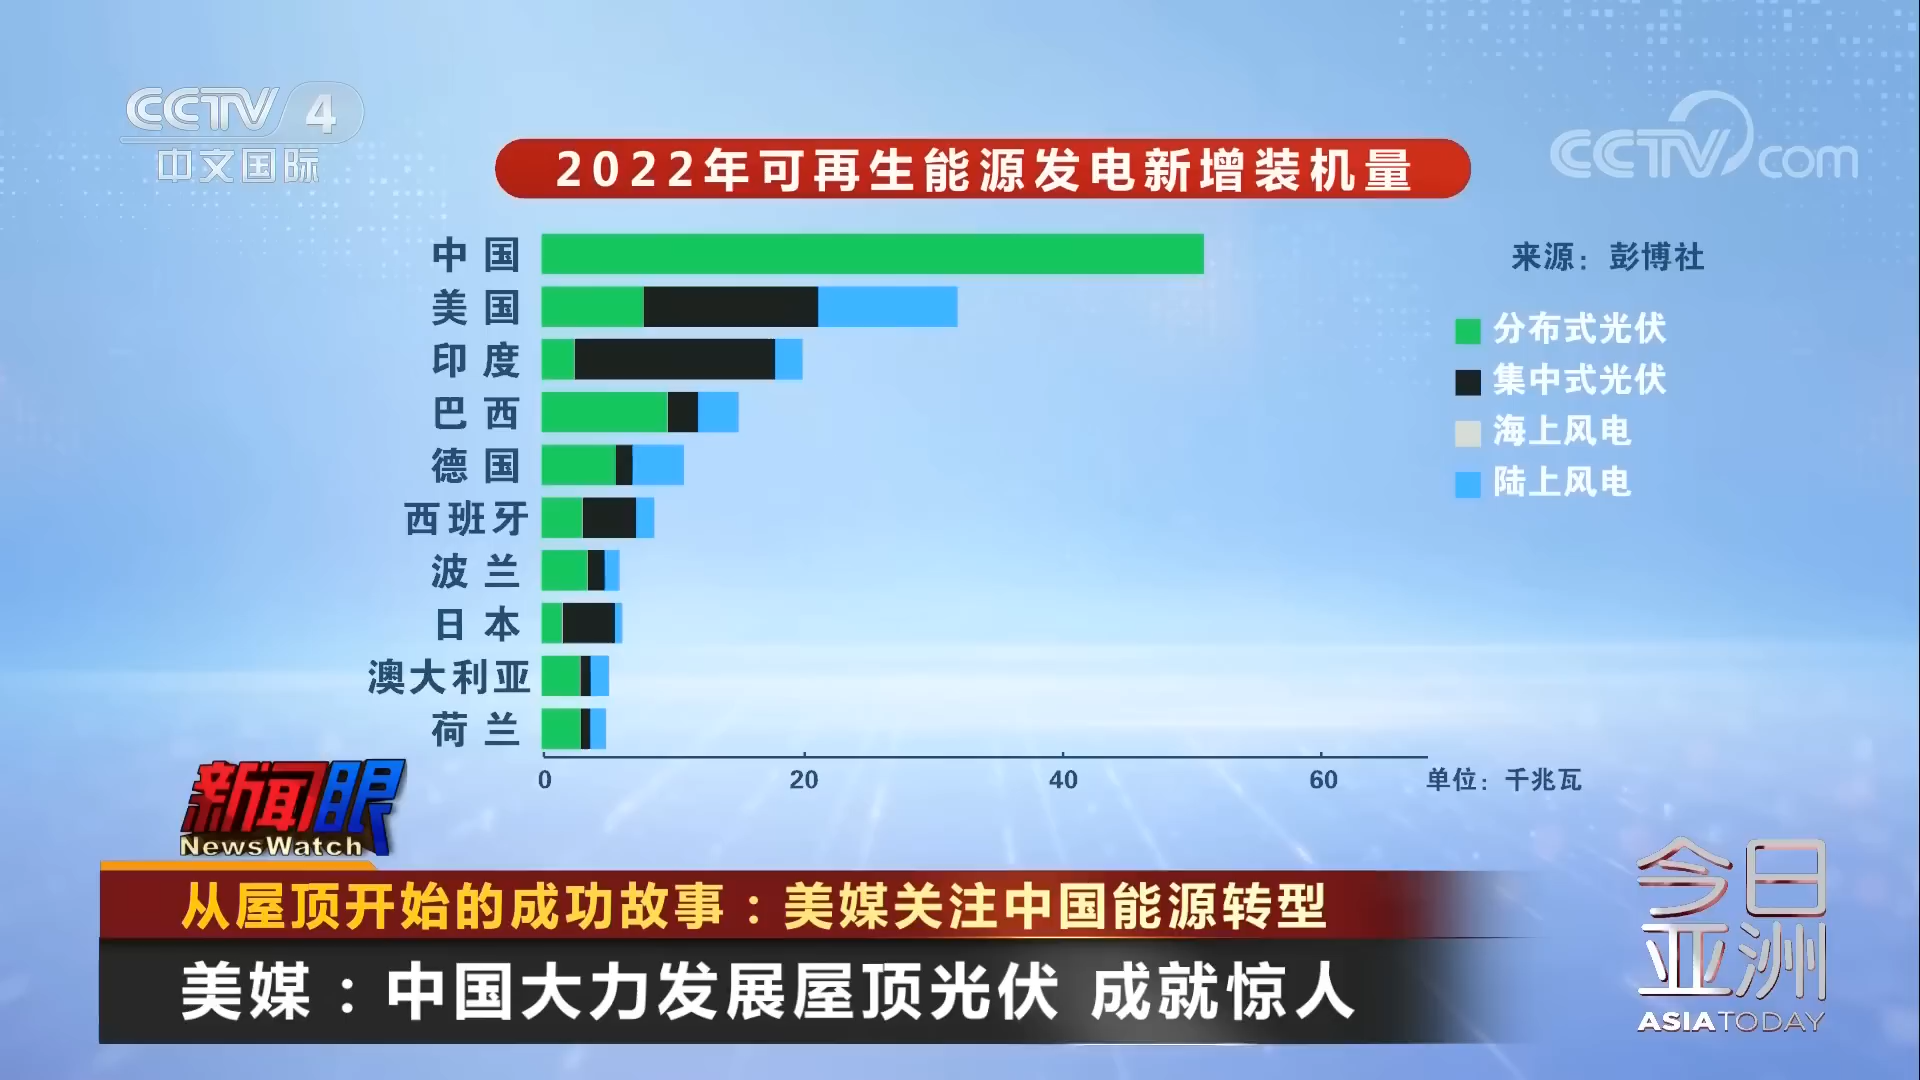 CCTV 4
中文国际
CCTV com
2022年可再生能源发电新增装机量
来源：彭博社
中国
美国
印度
巴西
德国
西班牙
波兰
日本
澳大利亚
荷兰
分布式光伏
集中式光伏
海上风电
陆上风电
0 20 40 60 单位：千兆瓦
新闻眼
NewsWatch
从屋顶开始的成功故事：美媒关注中国能源转型
美媒：中国大力发展屋顶光伏 成就惊人
今日
亚洲
ASIA TODAY